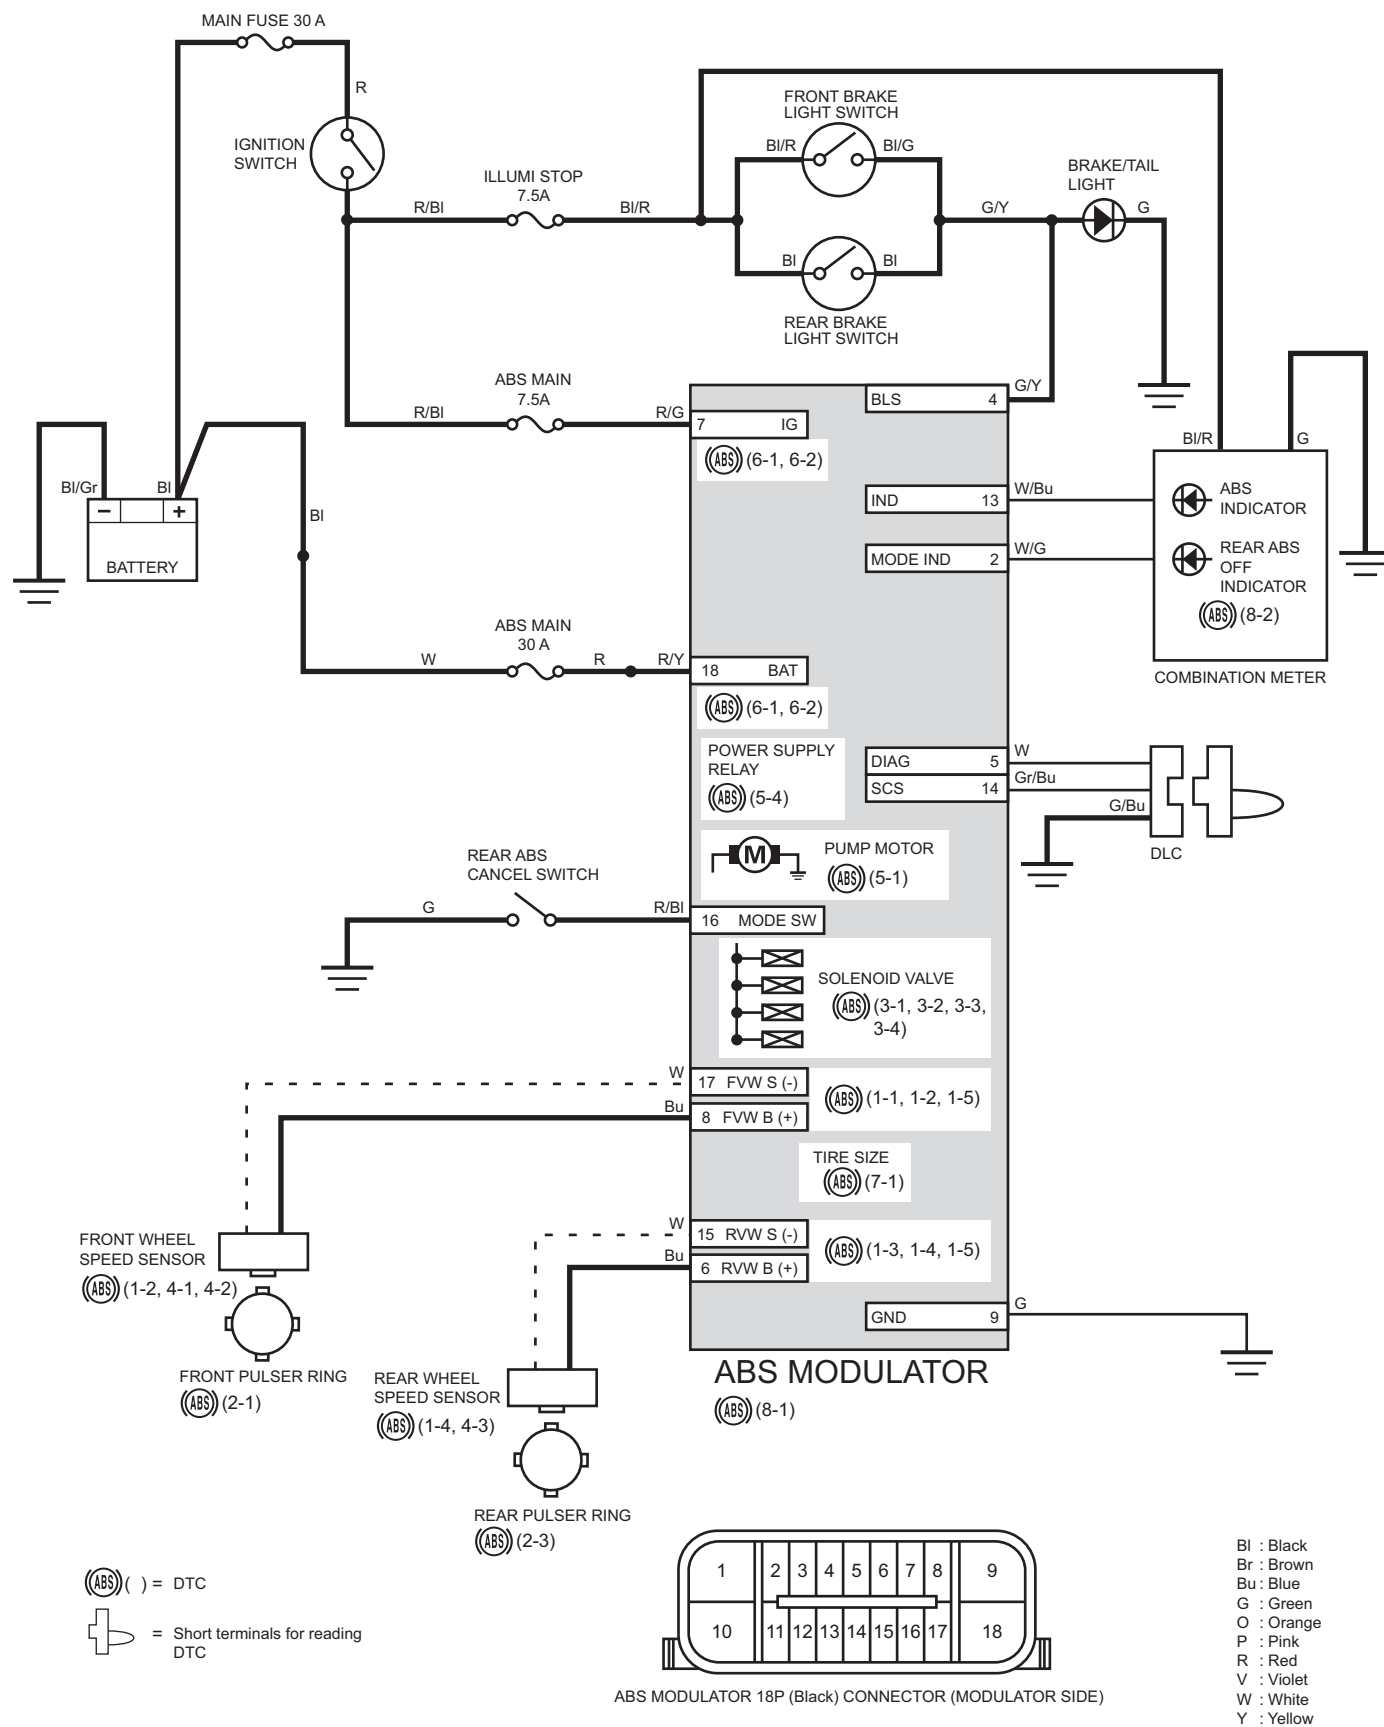 MAIN FUSE 30 A
R
IGNITION
SWITCH
FRONT BRAKE
LIGHT SWITCH
Bl/R
Bl/G
BRAKE/TAIL
LIGHT
ILLUMI STOP
7.5A
R/Bl
Bl/R
G/Y
G
Bl
Bl
REAR BRAKE
LIGHT SWITCH
ABS MAIN
7.5A
R/Bl
R/G
7 IG
ABS (6-1, 6-2)
BLS 4
G/Y
Bl/R
G
Bl/Gr
Bl
− +
BATTERY
Bl
IND 13
W/Bu
ABS
INDICATOR
MODE IND 2
W/G
REAR ABS
OFF
INDICATOR
ABS (8-2)
COMBINATION METER
ABS MAIN
30 A
W
R
R/Y
18 BAT
ABS (6-1, 6-2)
POWER SUPPLY
RELAY
ABS (5-4)
DIAG 5
W
SCS 14
Gr/Bu
G/Bu
DLC
M
PUMP MOTOR
ABS (5-1)
REAR ABS
CANCEL SWITCH
G
R/Bl
16 MODE SW
SOLENOID VALVE
ABS (3-1, 3-2, 3-3,
3-4)
W
17 FVW S (-)
Bu
8 FVW B (+)
ABS (1-1, 1-2, 1-5)
TIRE SIZE
ABS (7-1)
W
15 RVW S (-)
Bu
6 RVW B (+)
ABS (1-3, 1-4, 1-5)
FRONT WHEEL
SPEED SENSOR
ABS (1-2, 4-1, 4-2)
FRONT PULSER RING
ABS (2-1)
GND 9
G
ABS MODULATOR
ABS (8-1)
REAR WHEEL
SPEED SENSOR
ABS (1-4, 4-3)
REAR PULSER RING
ABS (2-3)
ABS ( ) = DTC
= Short terminals for reading
DTC
1 2 3 4 5 6 7 8 9
10 11 12 13 14 15 16 17 18
ABS MODULATOR 18P (Black) CONNECTOR (MODULATOR SIDE)
Bl : Black
Br : Brown
Bu : Blue
G : Green
O : Orange
P : Pink
R : Red
V : Violet
W : White
Y : Yellow